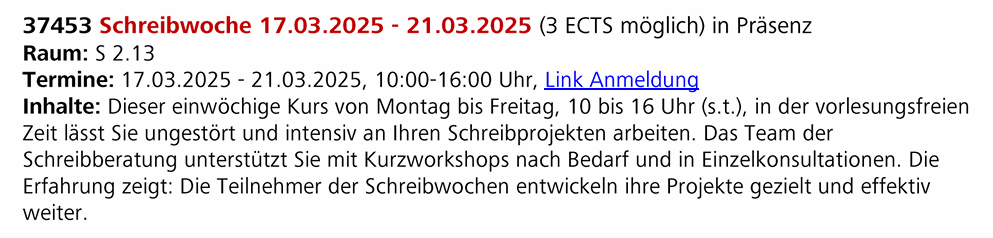 37453 Schreibwoche 17.03.2025 - 21.03.2025 (3 ECTS möglich) in Präsenz
Raum: S 2.13
Termine: 17.03.2025 - 21.03.2025, 10:00-16:00 Uhr, Link Anmeldung
Inhalte: Dieser einwöchige Kurs von Montag bis Freitag, 10 bis 16 Uhr (s.t.), in der vorlesungsfreien
Zeit lässt Sie ungestört und intensiv an Ihren Schreibprojekten arbeiten. Das Team der
Schreibberatung unterstützt Sie mit Kurzworkshops nach Bedarf und in Einzelkonsultationen. Die
Erfahrung zeigt: Die Teilnehmer der Schreibwochen entwickeln ihre Projekte gezielt und effektiv
weiter.